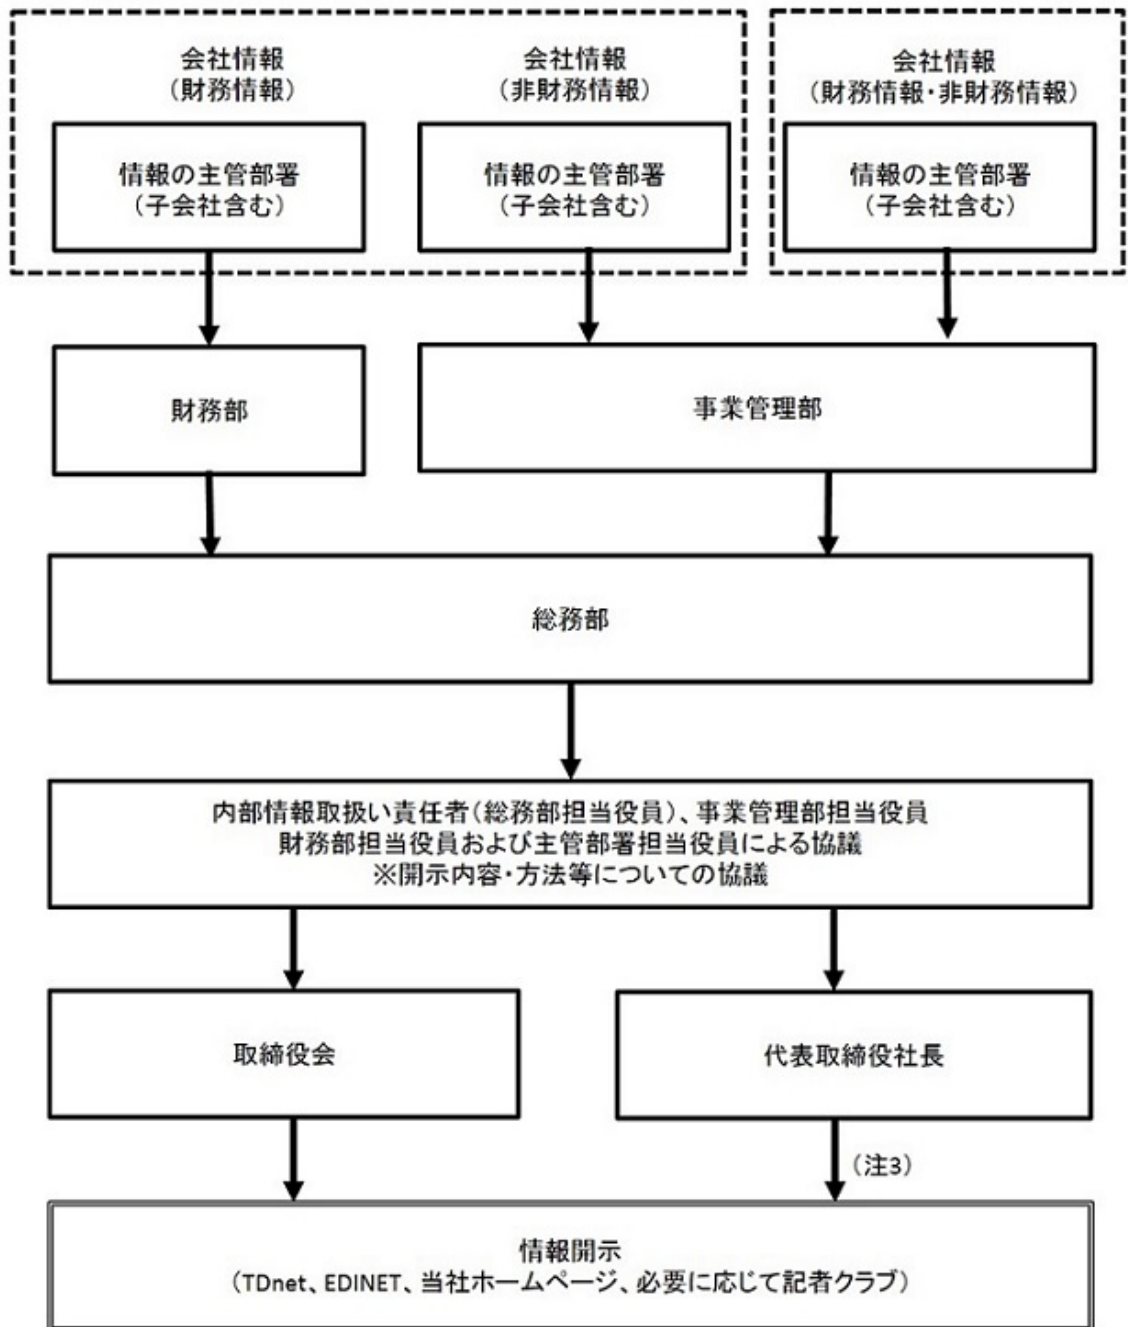 会社情報
（財務情報）
会社情報
（非財務情報）
会社情報
（財務情報・非財務情報）
情報の主管部署
（子会社含む）
情報の主管部署
（子会社含む）
情報の主管部署
（子会社含む）
財務部
事業管理部
総務部
内部情報取扱い責任者（総務部担当役員）、事業管理部担当役員
財務部担当役員および主管部署担当役員による協議
※開示内容・方法等についての協議
取締役会
代表取締役社長
（注3）
情報開示
（TDnet、EDINET、当社ホームページ、必要に応じて記者クラブ）